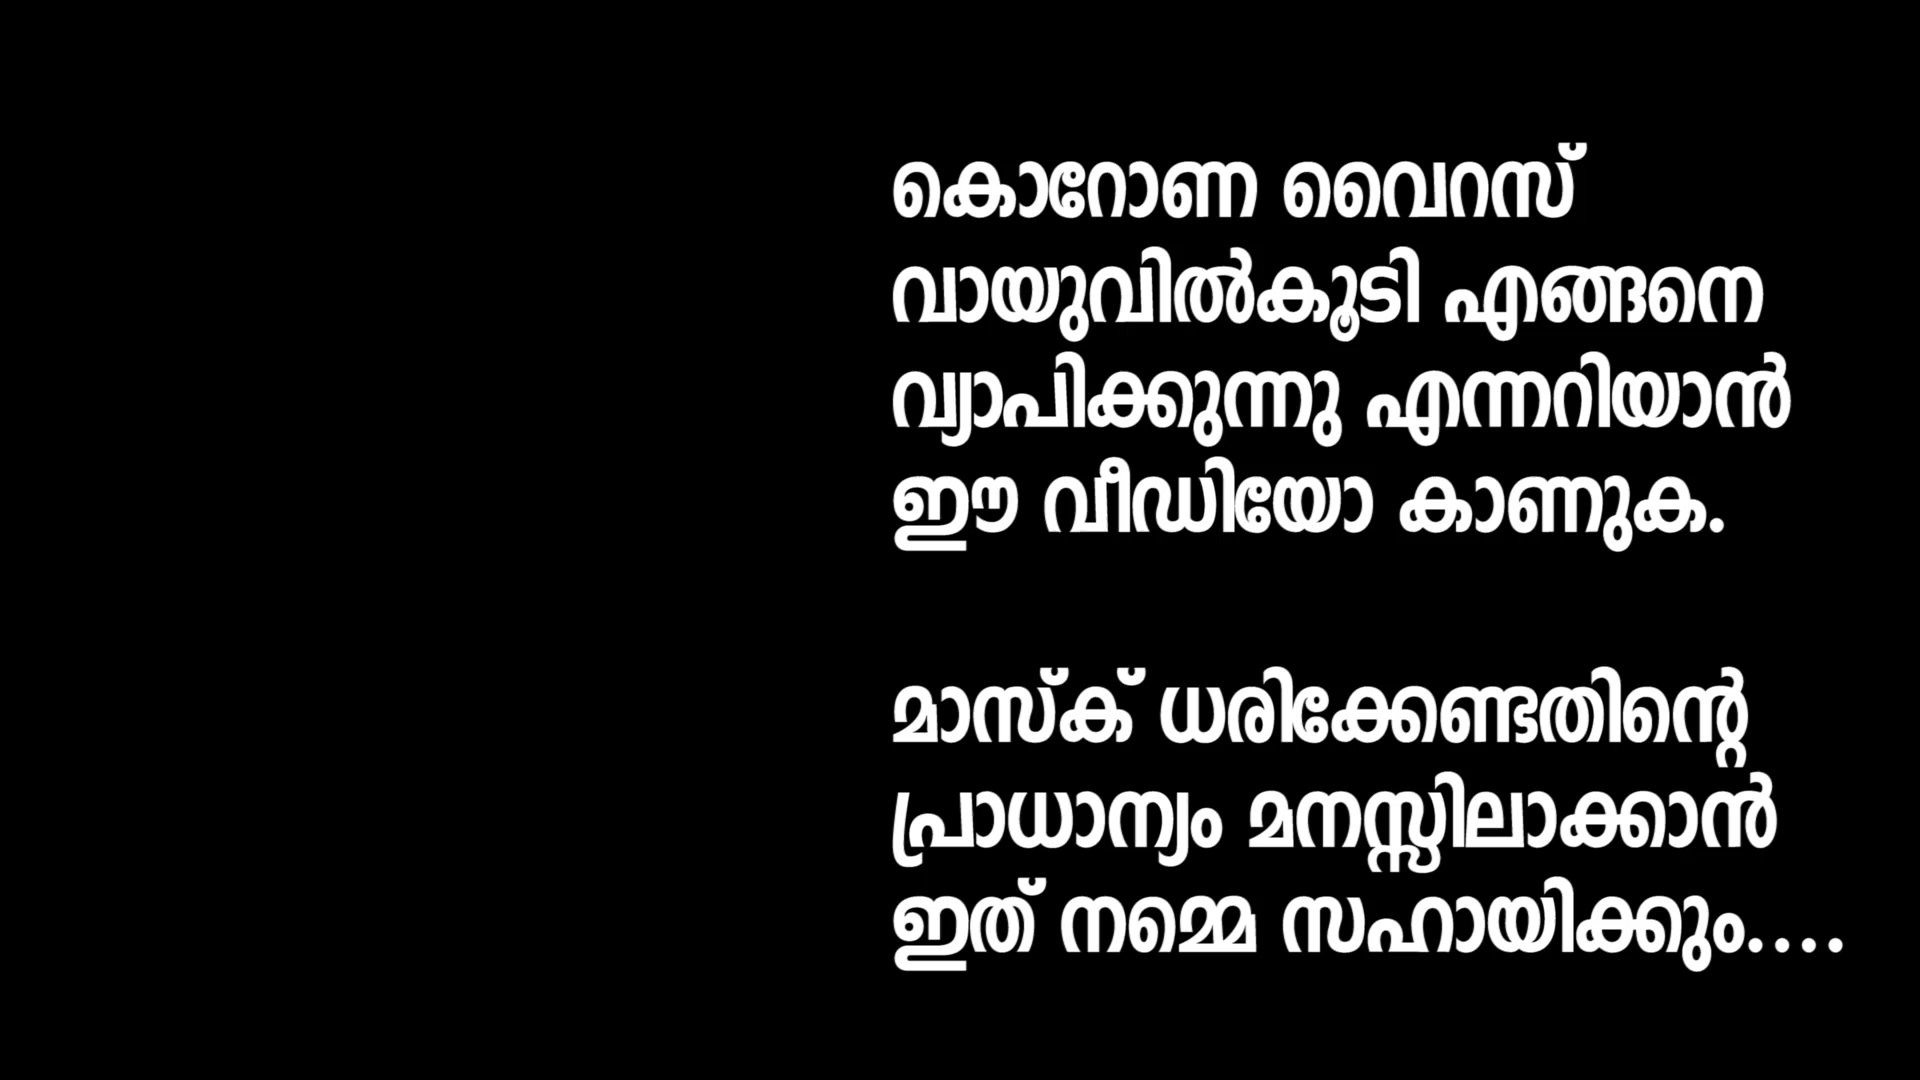 കൊറോണ വൈറസ്
വായുവിൽകൂടി എങ്ങനെ
വ്യാപിക്കുന്നു എന്നറിയാൻ
ഈ വീഡിയോ കാണുക.
മാസ്ക് ധരിക്കേണ്ടതിന്റെ
പ്രാധാന്യം മനസ്സിലാക്കാൻ
ഇത് നമ്മെ സഹായിക്കും....